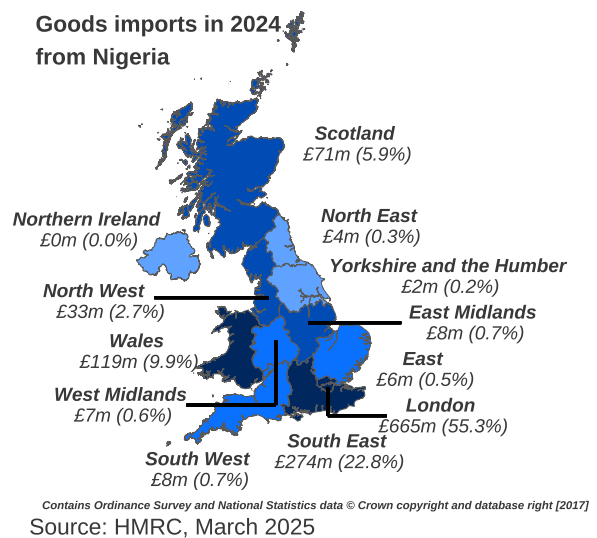 Goods imports in 2024
from Nigeria
Scotland
£71m (5.9%)
Northern Ireland
£0m (0.0%)
North East
£4m (0.3%)
Yorkshire and the Humber
£2m (0.2%)
North West
£33m (2.7%)
East Midlands
£8m (0.7%)
Wales
£119m (9.9%)
East
£6m (0.5%)
West Midlands
£7m (0.6%)
London
£665m (55.3%)
South East
£274m (22.8%)
South West
£8m (0.7%)
Contains Ordinance Survey and National Statistics data © Crown copyright and database right [2017]
Source: HMRC, March 2025